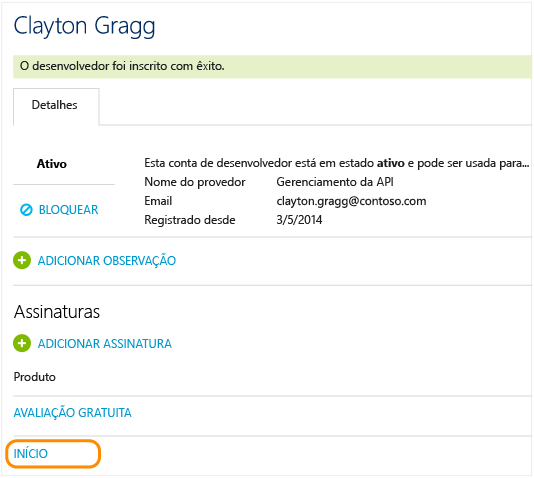 Clayton Gragg
O desenvolvedor foi inscrito com êxito.
Detalhes
Ativo
Esta conta de desenvolvedor está em estado ativo e pode ser usada para...
Nome do provedor Gerenciamento da API
BLOQUEAR
Email clayton.gragg@contoso.com
Registrado desde 3/5/2014
ADICIONAR OBSERVAÇÃO
Assinaturas
ADICIONAR ASSINATURA
Produto
AVALIAÇÃO GRATUITA
INÍCIO